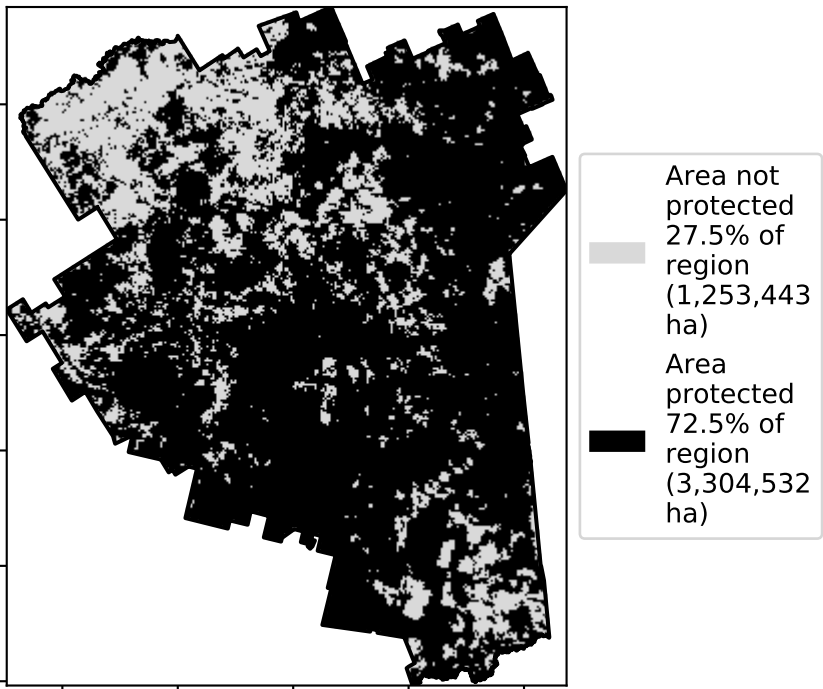 Area not
protected
27.5% of
region
(1,253,443
ha)
Area
protected
72.5% of
region
(3,304,532
ha)